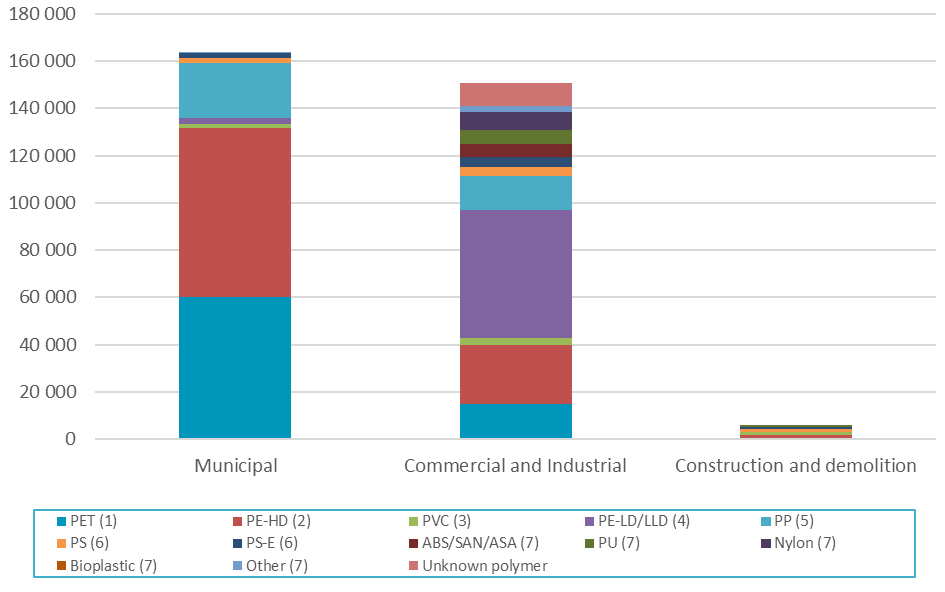 180 000
160 000
140 000
120 000
100 000
80 000
60 000
40 000
20 000
0
Municipal Commercial and Industrial Construction and demolition
PET (1) PE-HD (2) PVC (3) PE-LD/LLD (4) PP (5)
PS (6) PS-E (6) ABS/SAN/ASA (7) PU (7) Nylon (7)
Bioplastic (7) Other (7) Unknown polymer